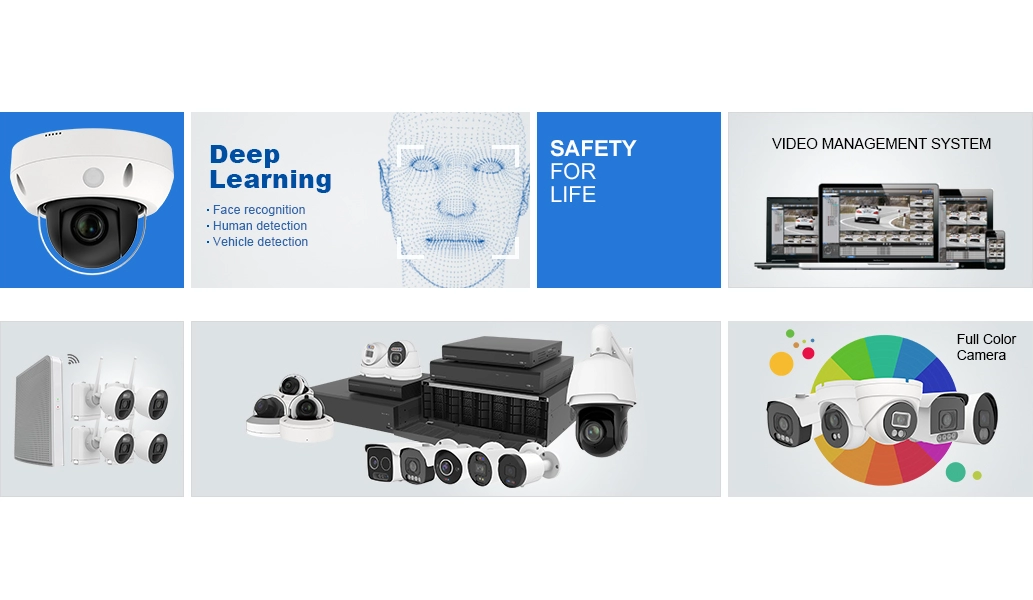 Deep
Learning
· Face recognition
· Human detection
· Vehicle detection
SAFETY
FOR
LIFE
VIDEO MANAGEMENT SYSTEM
Full Color
Camera